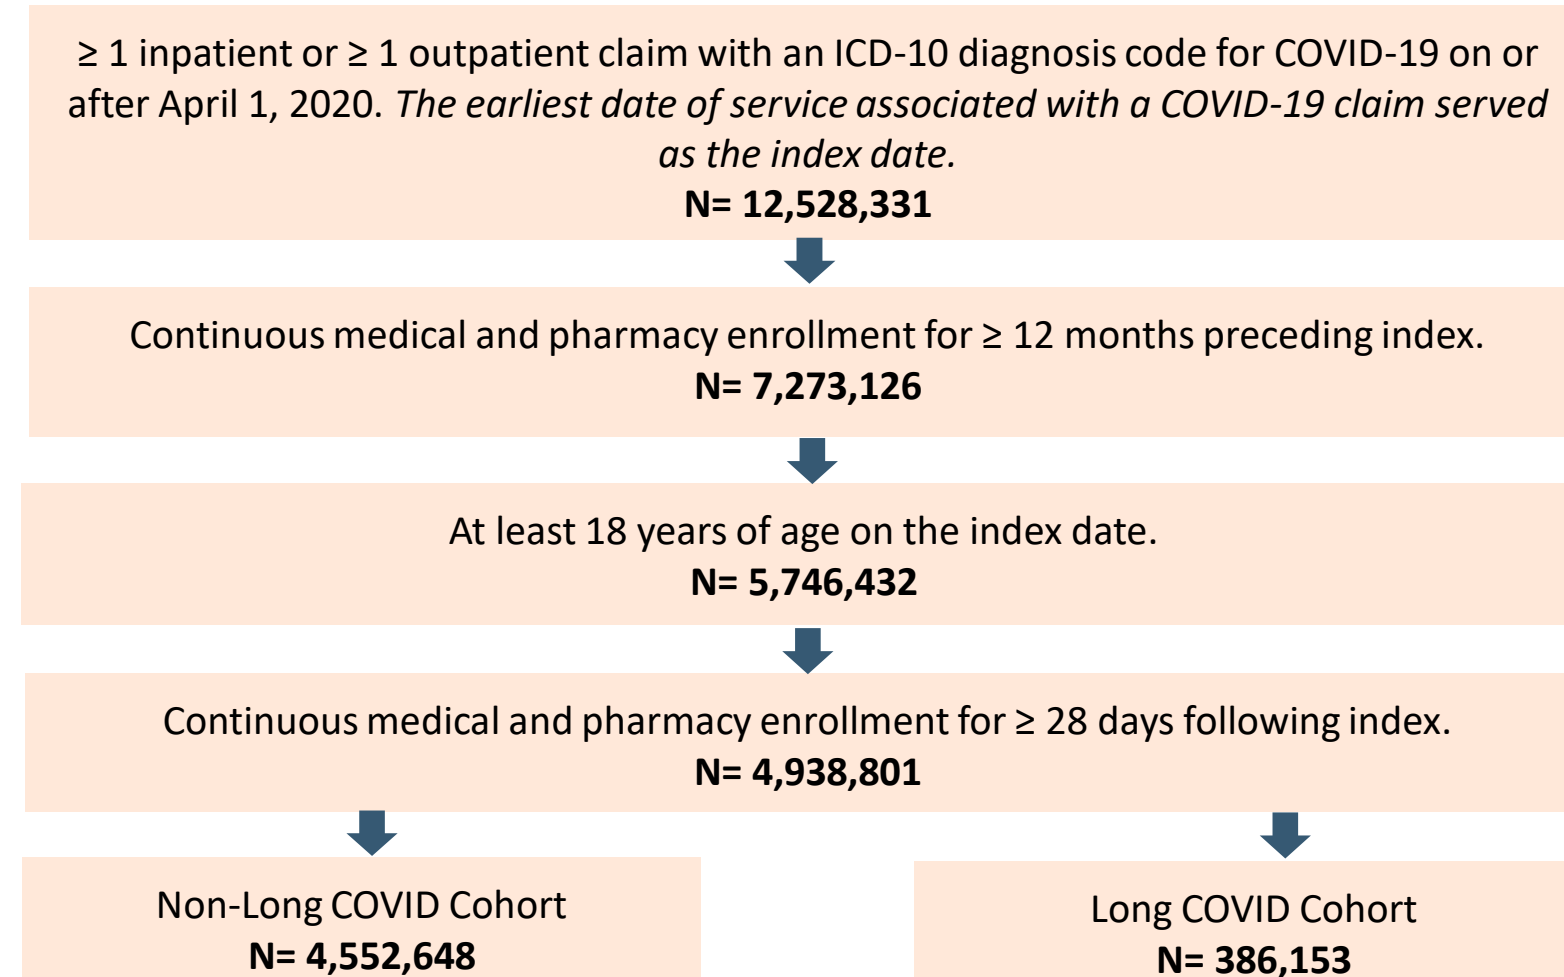 ≥ 1 inpatient or ≥ 1 outpatient claim with an ICD-10 diagnosis code for COVID-19 on or
after April 1, 2020. The earliest date of service associated with a COVID-19 claim served
as the index date.
N= 12,528,331
Continuous medical and pharmacy enrollment for ≥ 12 months preceding index.
N= 7,273,126
At least 18 years of age on the index date.
N= 5,746,432
Continuous medical and pharmacy enrollment for ≥ 28 days following index.
N= 4,938,801
Non-Long COVID Cohort
N= 4,552,648
Long COVID Cohort
N= 386,153